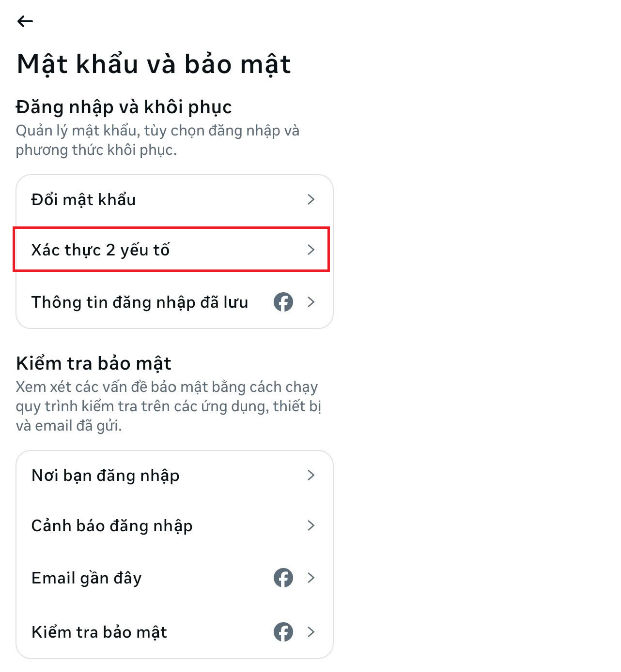 Mật khẩu và bảo mật
Đăng nhập và khôi phục
Quản lý mật khẩu, tùy chọn đăng nhập và
phương thức khôi phục.
Đổi mật khẩu
Xác thực 2 yếu tố
Thông tin đăng nhập đã lưu
Kiểm tra bảo mật
Xem xét các vấn đề bảo mật bằng cách chạy
quy trình kiểm tra trên các ứng dụng, thiết bị
và email đã gửi.
Nơi bạn đăng nhập
Cảnh báo đăng nhập
Email gần đây
Kiểm tra bảo mật